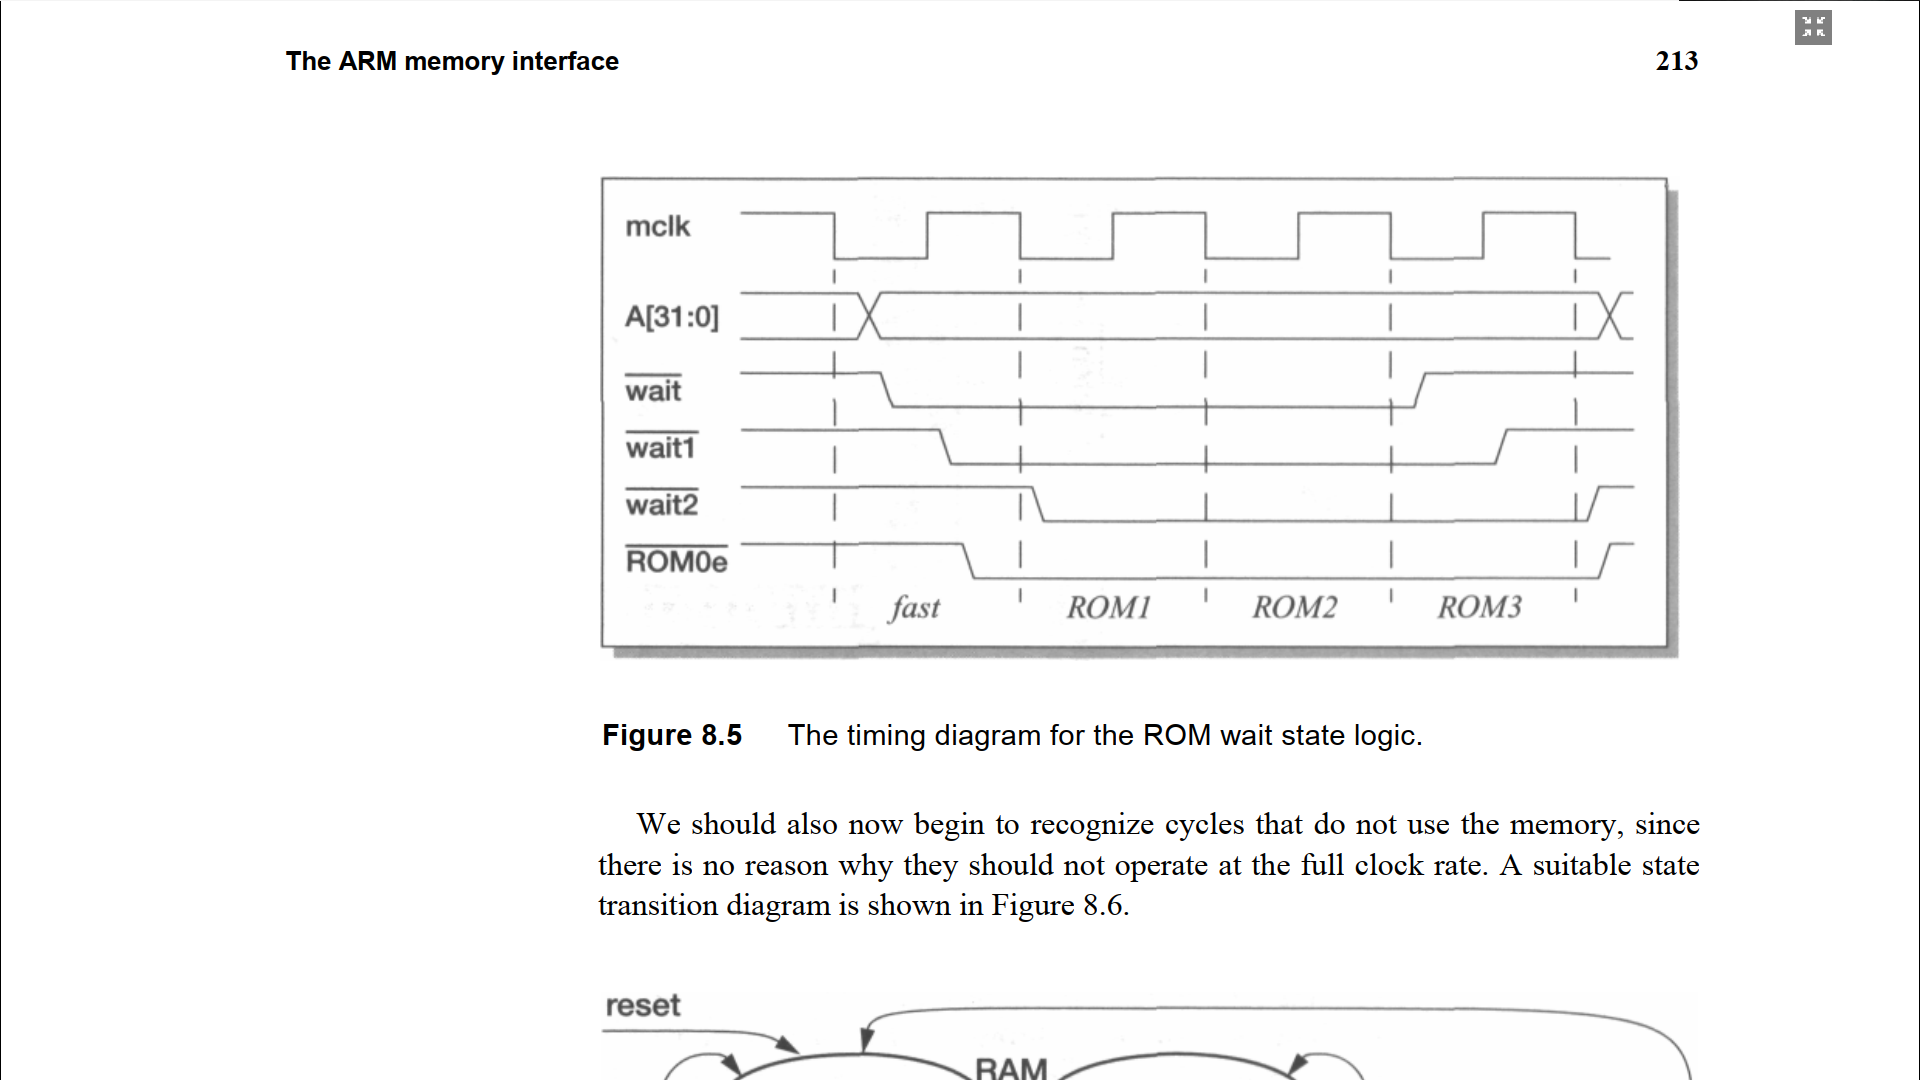 The ARM memory interface 213
mclk
A[31:0]
wait
wait1
wait2
ROM0e
fast ROM1 ROM2 ROM3
Figure 8.5 The timing diagram for the ROM wait state logic.
We should also now begin to recognize cycles that do not use the memory, since
there is no reason why they should not operate at the full clock rate. A suitable state
transition diagram is shown in Figure 8.6.
reset
RAM